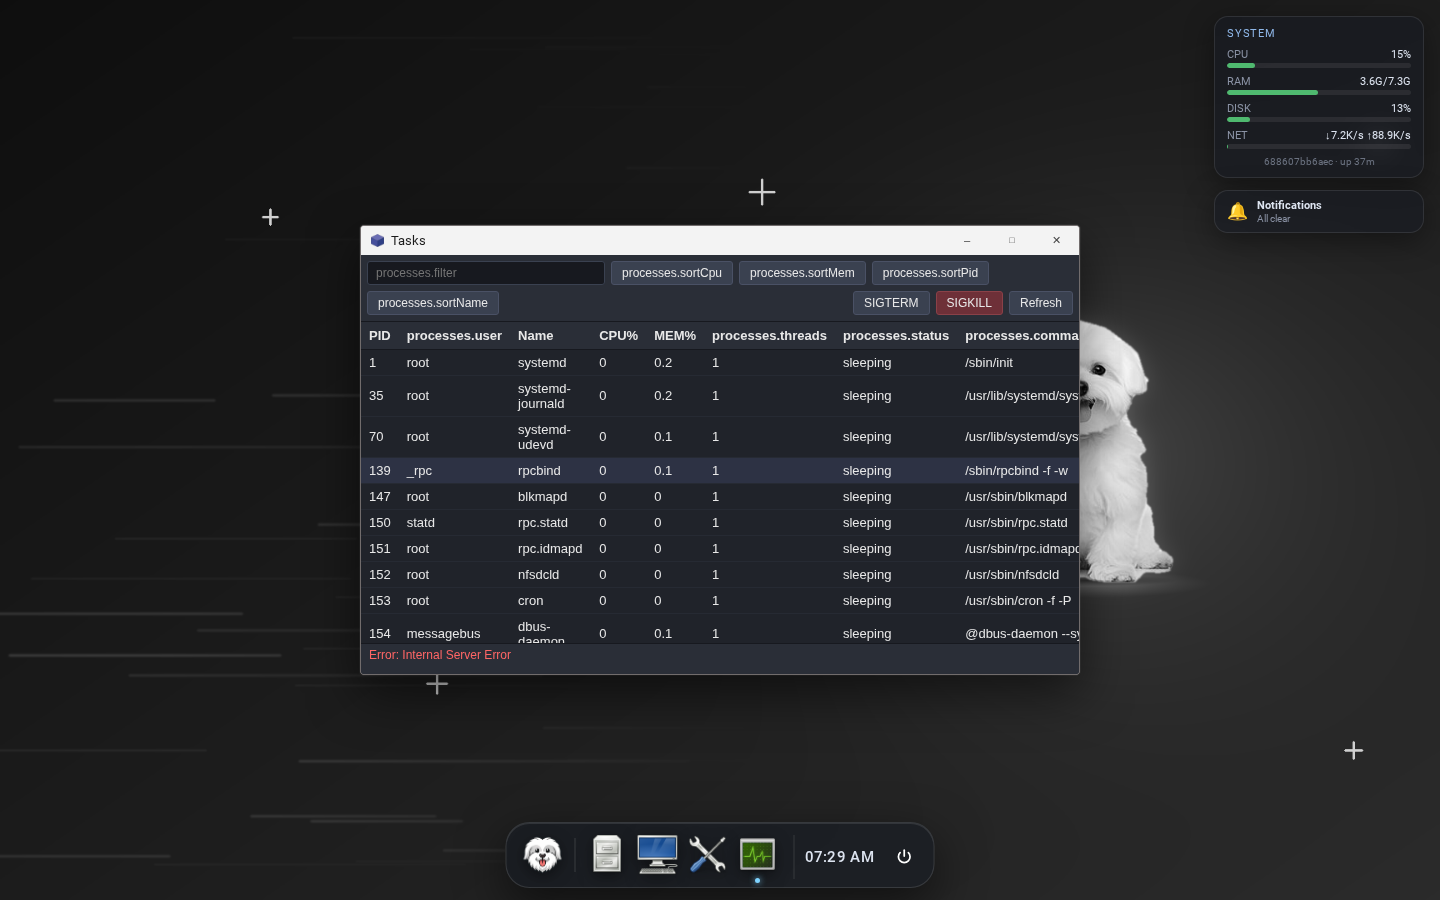 SYSTEM
CPU 15%
RAM 3.6G/7.3G
DISK 13%
NET ↓7.2K/s ↑88.9K/s
688607bb6aec · up 37m
Notifications
All clear
Tasks
processes.filter processes.sortCpu processes.sortMem processes.sortPid
processes.sortName SIGTERM SIGKILL Refresh
PID processes.user Name CPU% MEM% processes.threads processes.status processes.comma
1 root systemd 0 0.2 1 sleeping /sbin/init
35 root systemd-journald 0 0.2 1 sleeping /usr/lib/systemd/sys
70 root systemd-udevd 0 0.1 1 sleeping /usr/lib/systemd/sys
139 _rpc rpcbind 0 0.1 1 sleeping /sbin/rpcbind -f -w
147 root blkmapd 0 0 1 sleeping /usr/sbin/blkmapd
150 statd rpc.statd 0 0 1 sleeping /usr/sbin/rpc.statd
151 root rpc.idmapd 0 0 1 sleeping /usr/sbin/rpc.idmapd
152 root nfsdcld 0 0 1 sleeping /usr/sbin/nfsdcld
153 root cron 0 0 1 sleeping /usr/sbin/cron -f -P
154 messagebus dbus-daemon 0 0.1 1 sleeping @dbus-daemon --sy
Error: Internal Server Error
07:29 AM